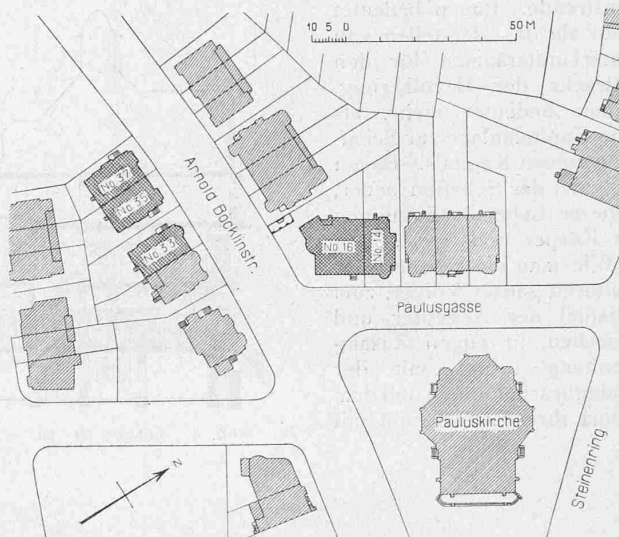 10 5 0 50 M
No. 37
No. 35
No. 33
Arnold Böcklinstr.
No. 16
No. 14
Paulusgasse
Pauluskirche
Steinenring
N